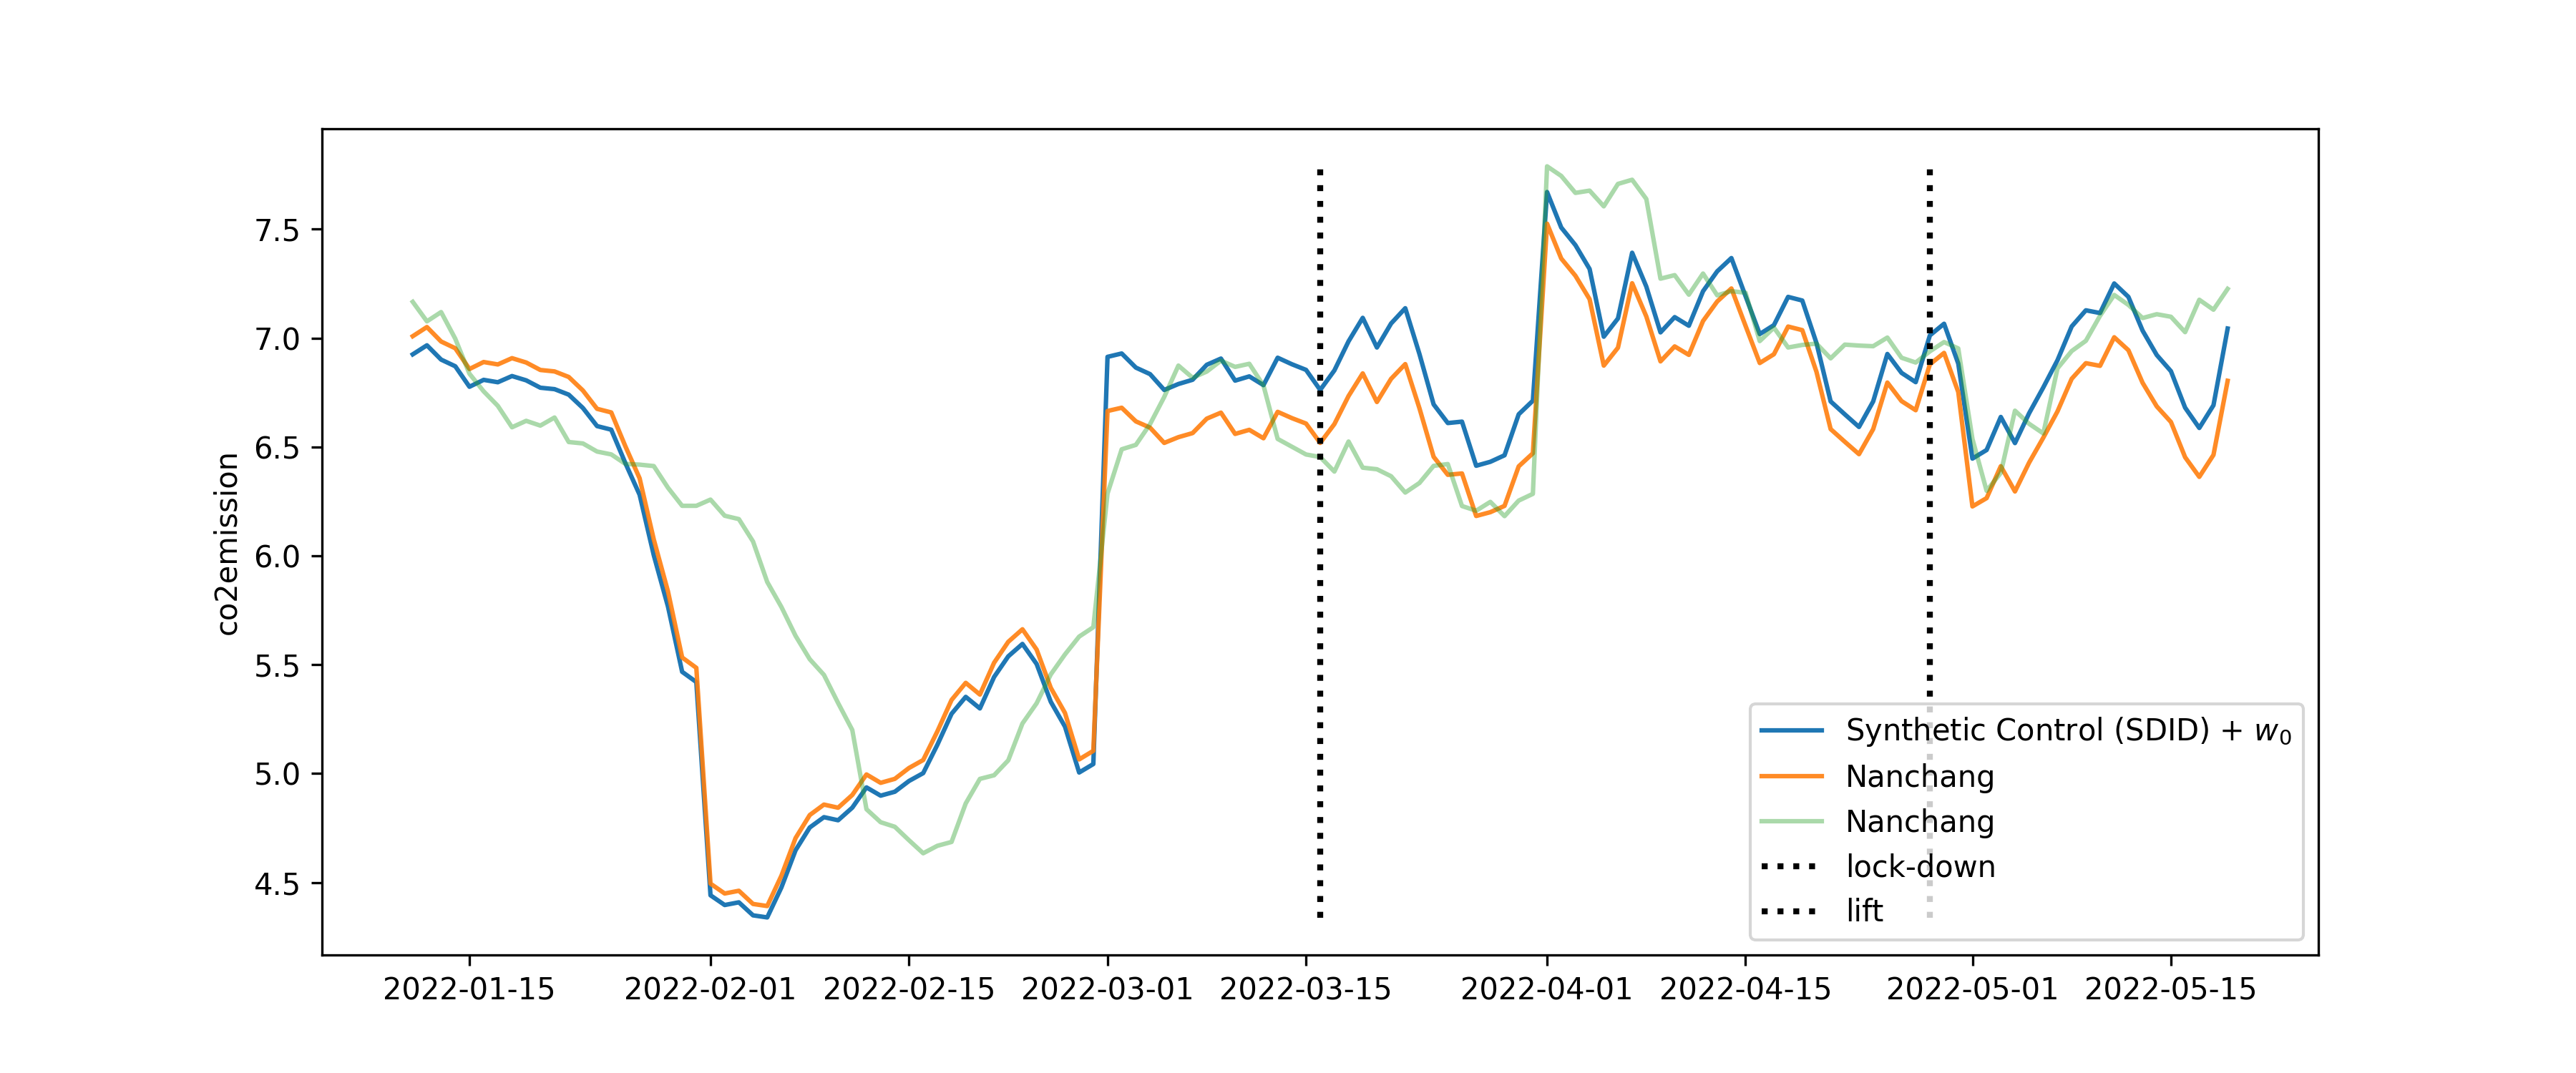 co2emission
7.5
7.0
6.5
6.0
5.5
5.0
4.5
Synthetic Control (SDID) + w₀
Nanchang
Nanchang
lock-down
lift
2022-01-15 2022-02-01 2022-02-15 2022-03-01 2022-03-15 2022-04-01 2022-04-15 2022-05-01 2022-05-15